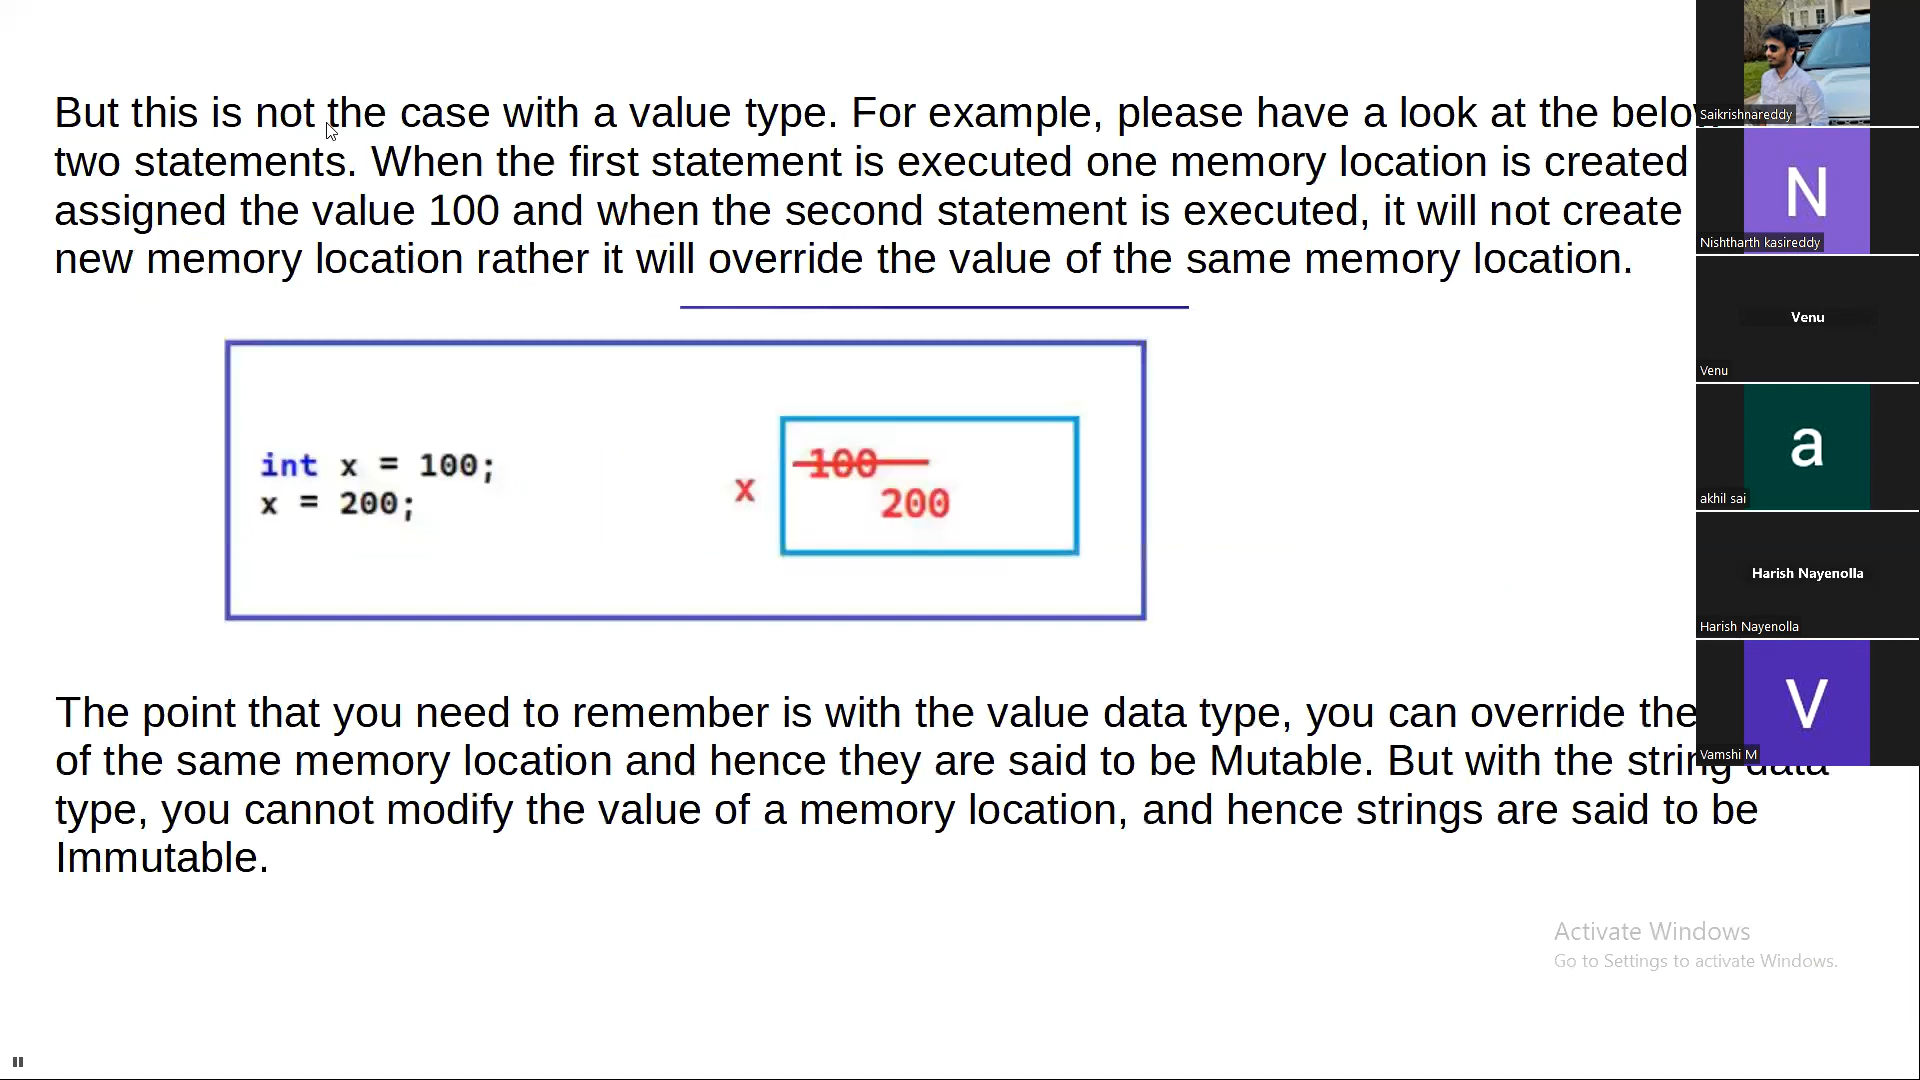 But this is not the case with a value type. For example, please have a look at the below
two statements. When the first statement is executed one memory location is created
assigned the value 100 and when the second statement is executed, it will not create
new memory location rather it will override the value of the same memory location.
int x = 100;
x = 200;
x
100
200
The point that you need to remember is with the value data type, you can override the
of the same memory location and hence they are said to be Mutable. But with the string data
type, you cannot modify the value of a memory location, and hence strings are said to be
Immutable.
Saikrishnareddy
N
Nishtharth kasireddy
Venu
Venu
a
akhil sai
Harish Nayenolla
Harish Nayenolla
V
Vamshi M
Activate Windows
Go to Settings to activate Windows.